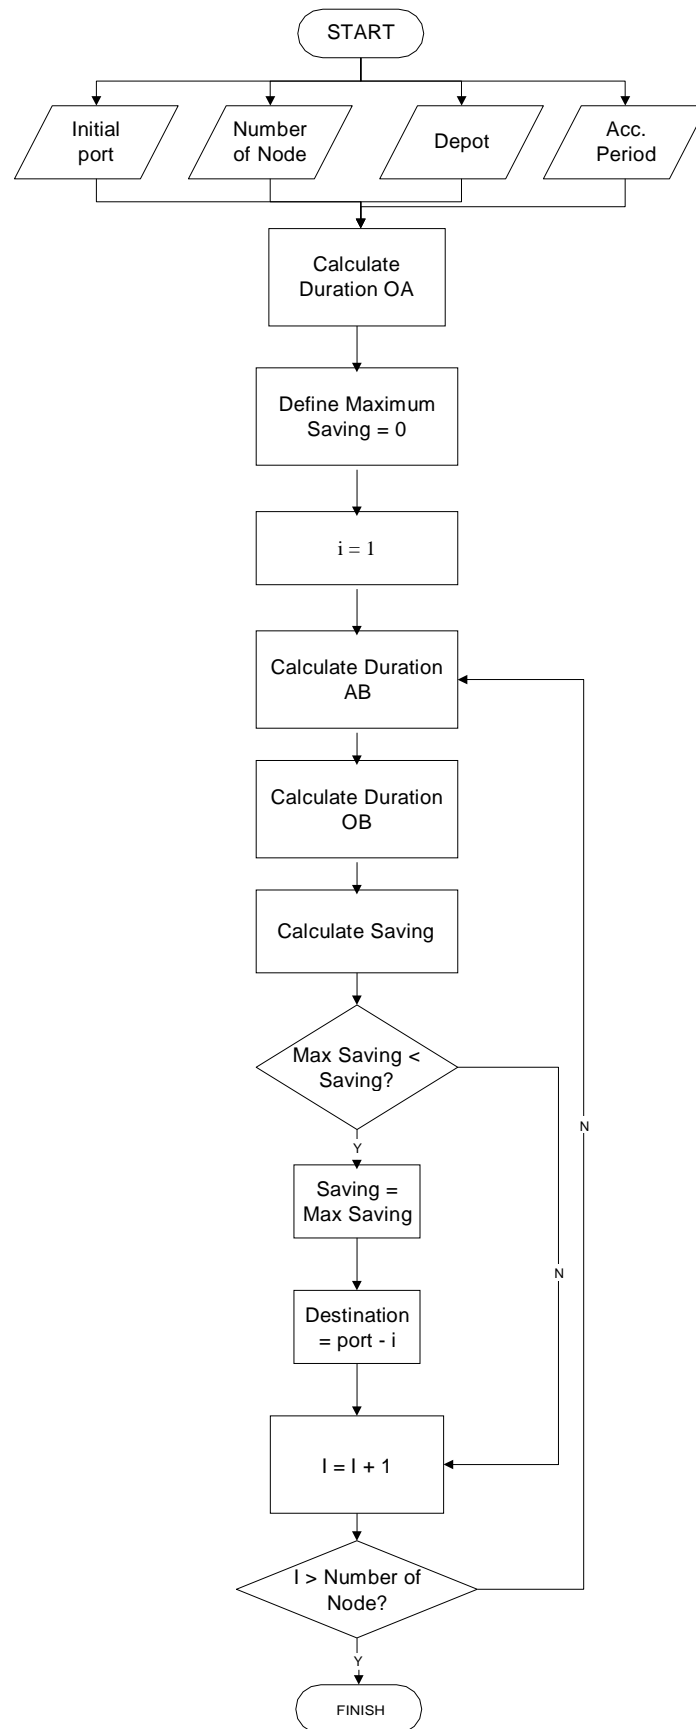 START
Initial
port
Number
of Node
Depot
Acc.
Period
Calculate
Duration OA
Define Maximum
Saving = 0
i = 1
Calculate Duration
AB
Calculate Duration
OB
Calculate Saving
Max Saving <
Saving?
N
Y
Saving =
Max Saving
N
Destination
= port - i
I = I + 1
I > Number of
Node?
Y
FINISH